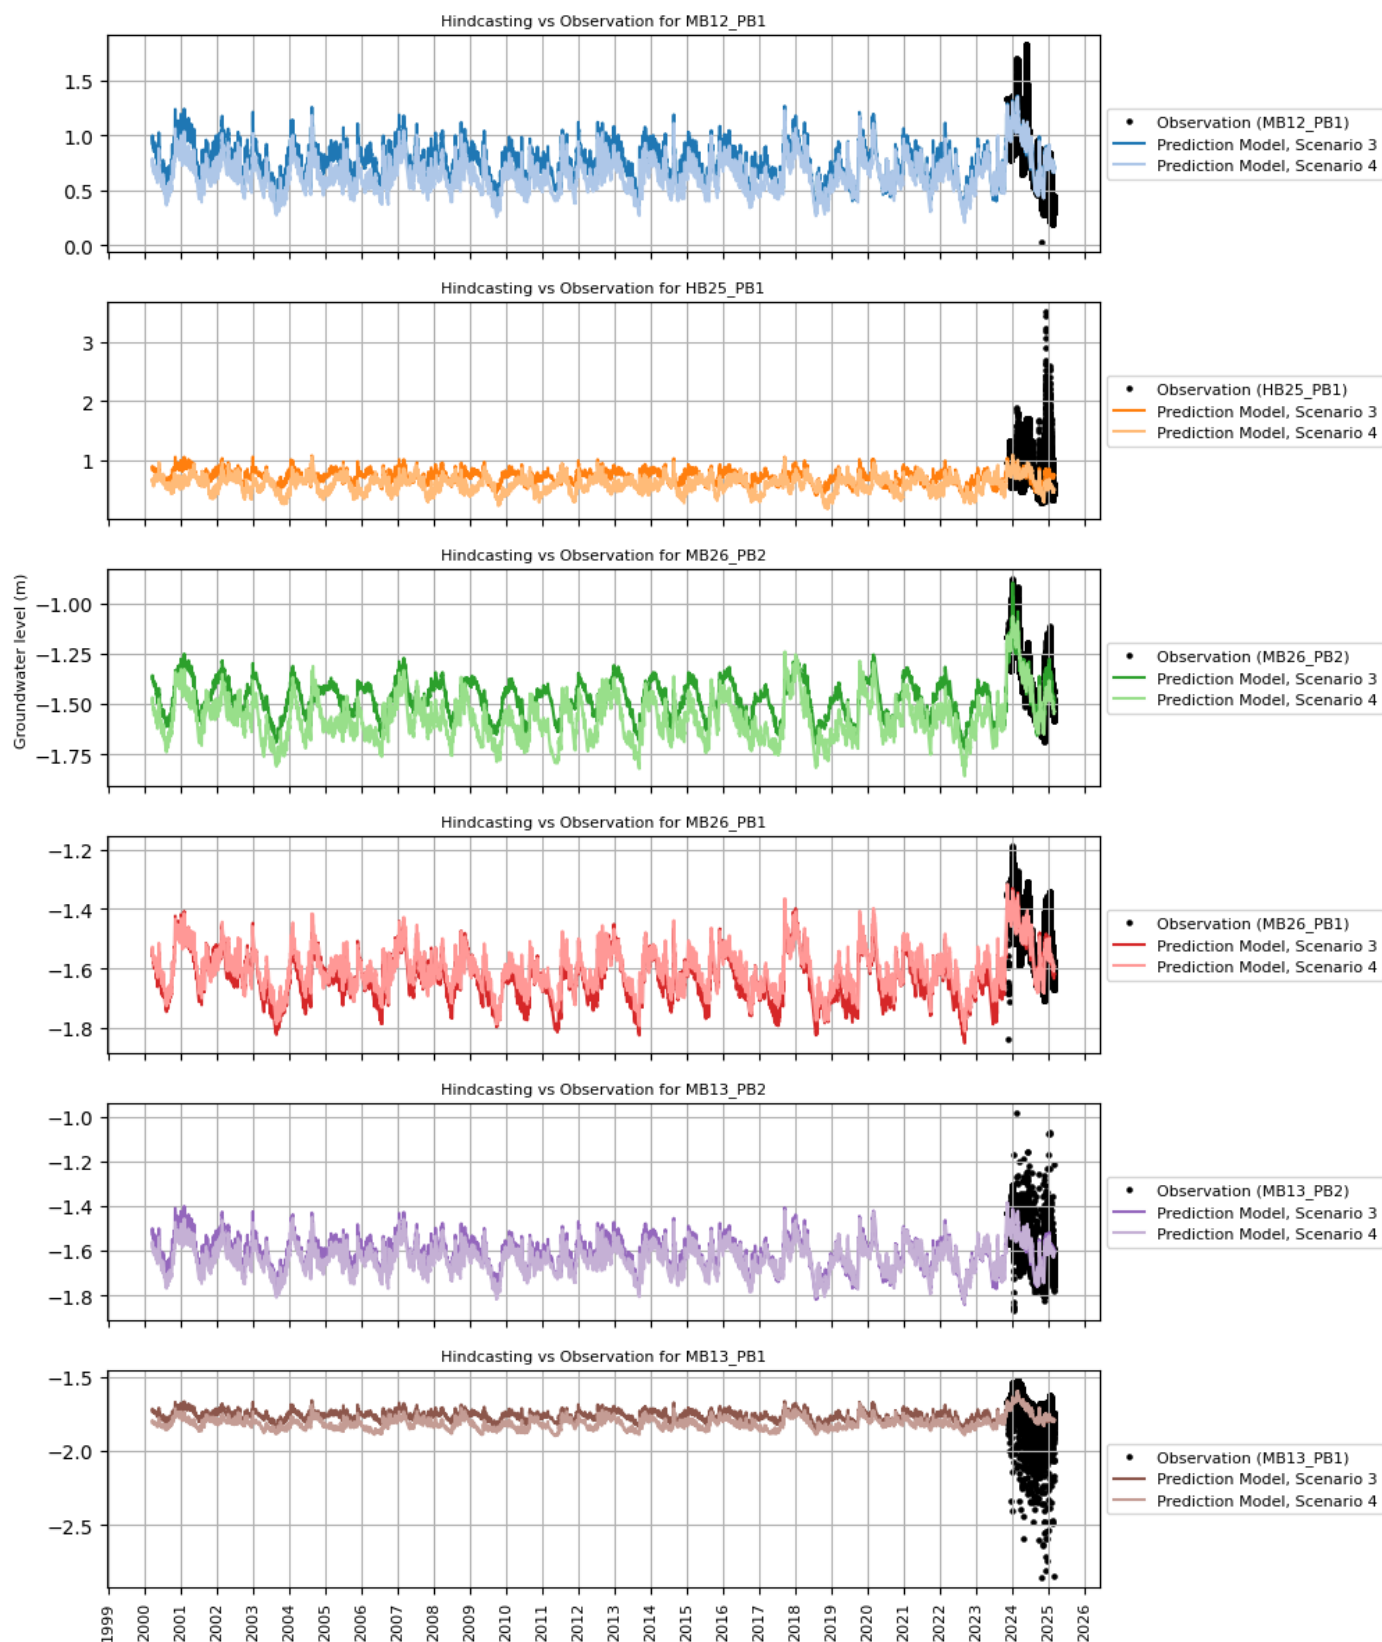 Hindcasting vs Observation for MB12_PB1
1.5
1.0
0.5
0.0
Observation (MB12_PB1)
Prediction Model, Scenario 3
Prediction Model, Scenario 4
Hindcasting vs Observation for HB25_PB1
3
2
1
Observation (HB25_PB1)
Prediction Model, Scenario 3
Prediction Model, Scenario 4
Hindcasting vs Observation for MB26_PB2
Groundwater level (m)
−1.00
−1.25
−1.50
−1.75
Observation (MB26_PB2)
Prediction Model, Scenario 3
Prediction Model, Scenario 4
Hindcasting vs Observation for MB26_PB1
−1.2
−1.4
−1.6
−1.8
Observation (MB26_PB1)
Prediction Model, Scenario 3
Prediction Model, Scenario 4
Hindcasting vs Observation for MB13_PB2
−1.0
−1.2
−1.4
−1.6
−1.8
Observation (MB13_PB2)
Prediction Model, Scenario 3
Prediction Model, Scenario 4
Hindcasting vs Observation for MB13_PB1
−1.5
−2.0
−2.5
Observation (MB13_PB1)
Prediction Model, Scenario 3
Prediction Model, Scenario 4
1999
2000
2001
2002
2003
2004
2005
2006
2007
2008
2009
2010
2011
2012
2013
2014
2015
2016
2017
2018
2019
2020
2021
2022
2023
2024
2025
2026